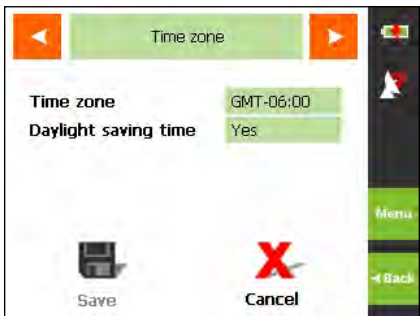 Time zone
Time zone GMT-06:00
Daylight saving time Yes
Menu
Back
Save Cancel